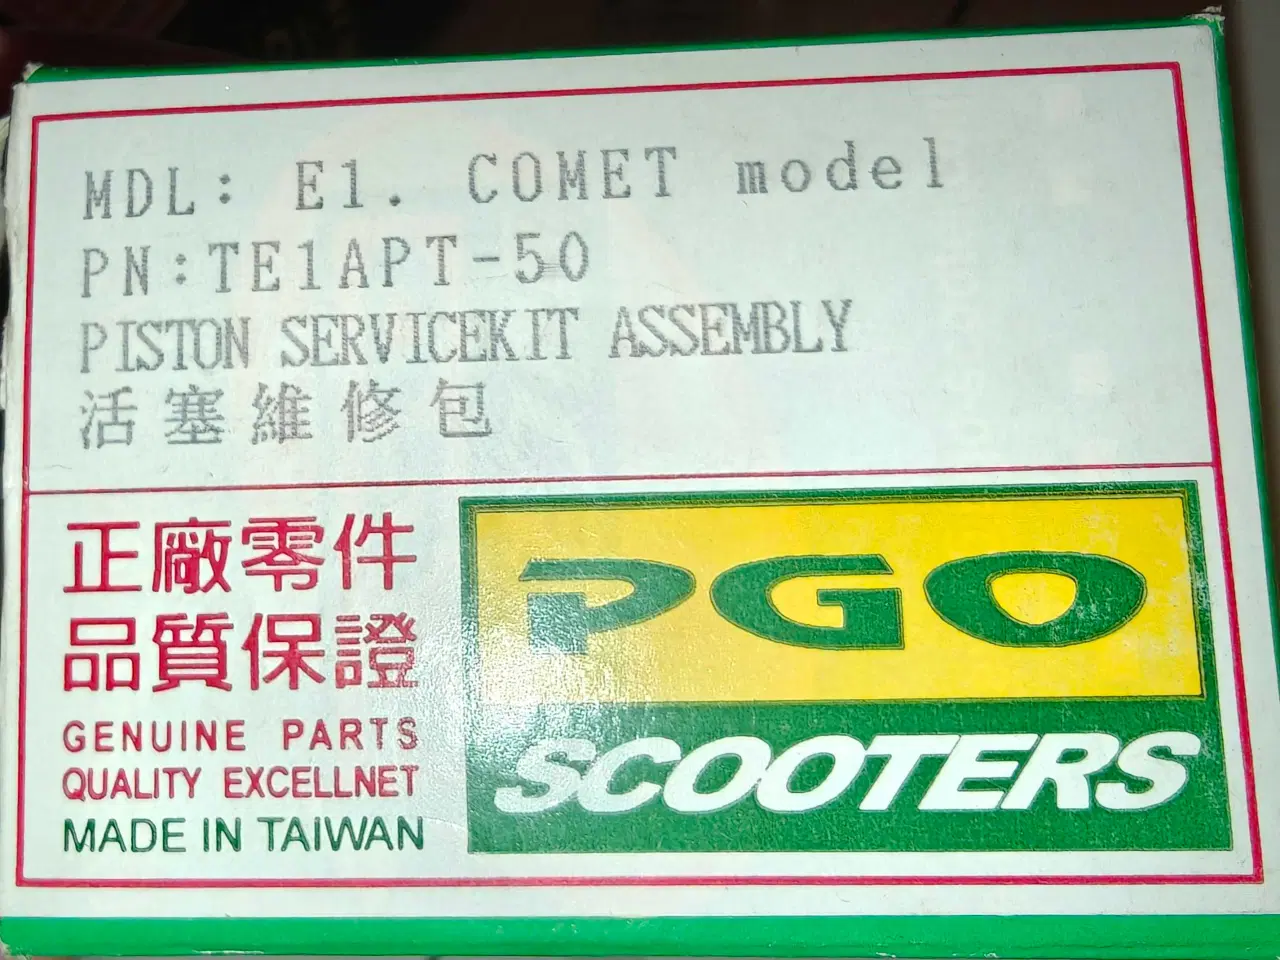 MDL: E1. COMET model
PN:TE1APT-50
PISTON SERVICEKIT ASSEMBLY
活塞維修包
正廠零件
品質保證
GENUINE PARTS
QUALITY EXCELLNET
MADE IN TAIWAN
PGO
SCOOTERS